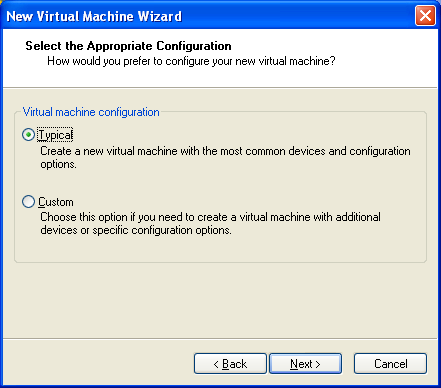 New Virtual Machine Wizard
Select the Appropriate Configuration
How would you prefer to configure your new virtual machine?
Virtual machine configuration
Typical
Create a new virtual machine with the most common devices and configuration
options.
Custom
Choose this option if you need to create a virtual machine with additional
devices or specific configuration options.
< Back Next > Cancel